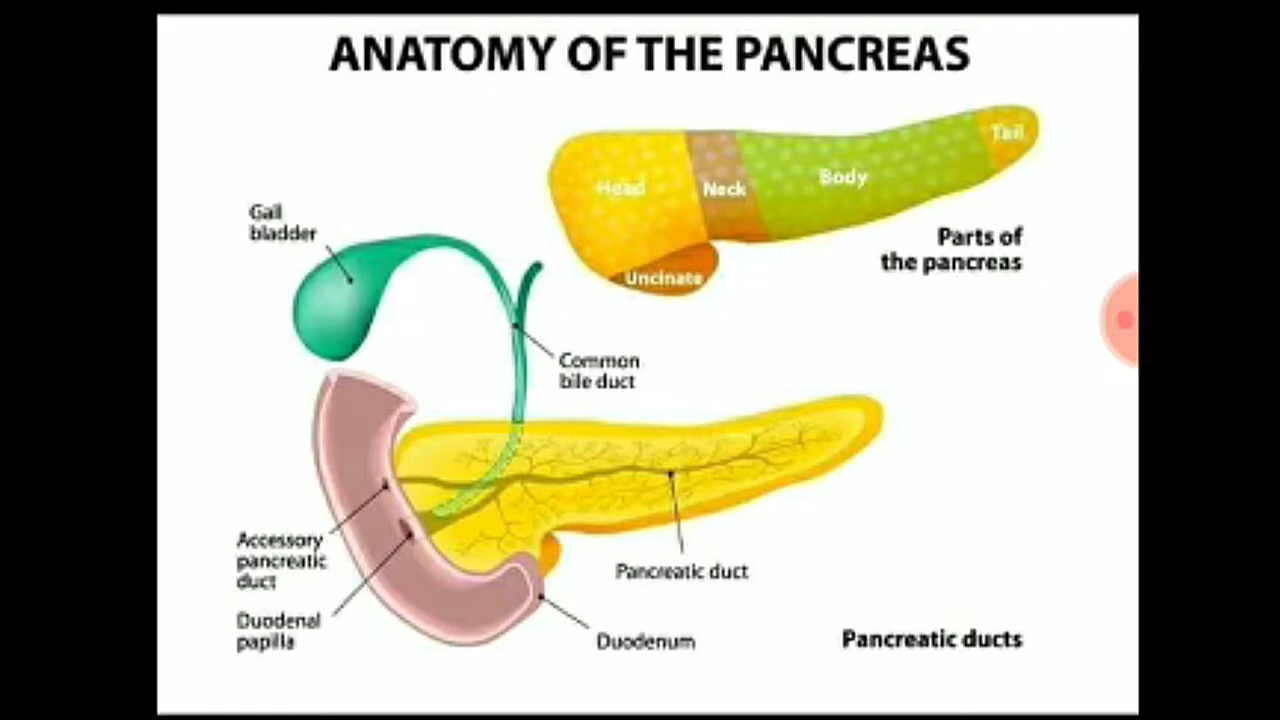 ANATOMY OF THE PANCREAS
Head
Neck
Body
Tail
Uncinate
Parts of
the pancreas
Gall
bladder
Common
bile duct
Accessory
pancreatic
duct
Duodenal
papilla
Pancreatic duct
Duodenum
Pancreatic ducts